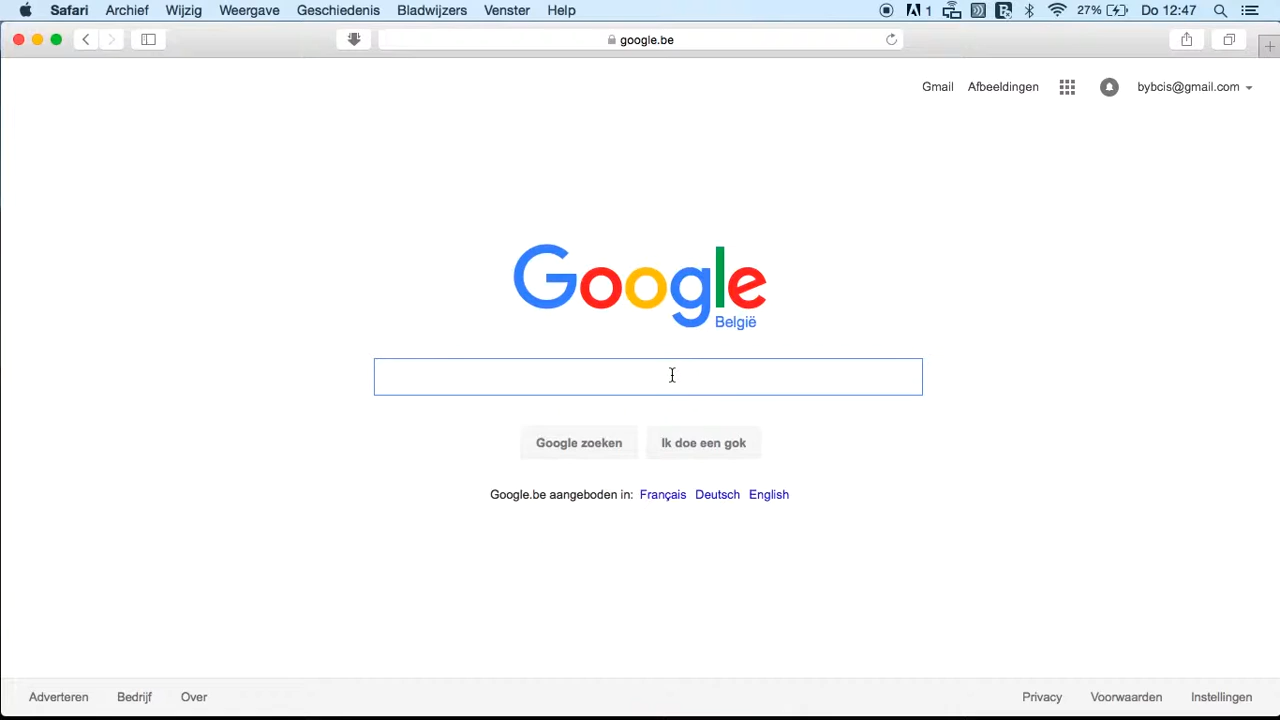 Safari Archief Wijzig Weergave Geschiedenis Bladwijzers Venster Help 1 27% Do 12:47
google.be
Gmail Afbeeldingen bybcis@gmail.com
Google
België
Google zoeken Ik doe een gok
Google.be aangeboden in: Français Deutsch English
Adverteren Bedrijf Over Privacy Voorwaarden Instellingen